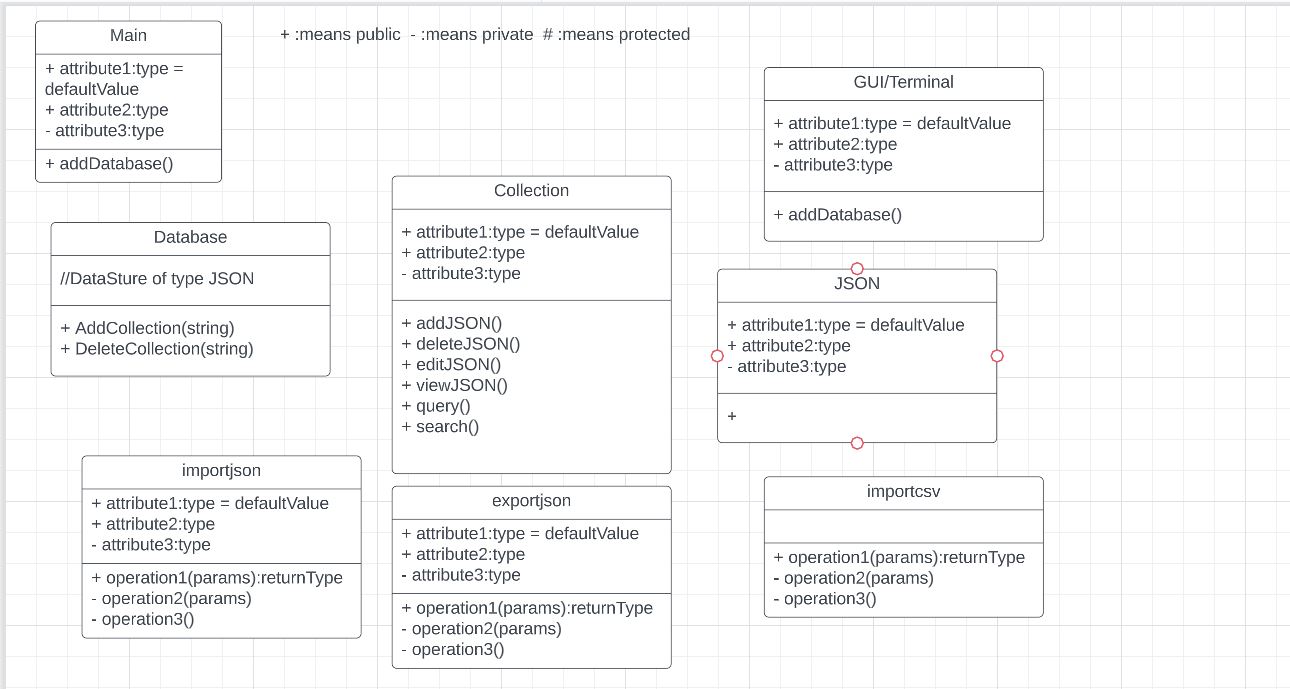 Main
+ attribute1:type =
defaultValue
+ attribute2:type
- attribute3:type
+ addDatabase()
+ :means public - :means private # :means protected
GUI/Terminal
+ attribute1:type = defaultValue
+ attribute2:type
- attribute3:type
+ addDatabase()
Collection
+ attribute1:type = defaultValue
+ attribute2:type
- attribute3:type
+ addJSON()
+ deleteJSON()
+ editJSON()
+ viewJSON()
+ query()
+ search()
Database
//DataSture of type JSON
+ AddCollection(string)
+ DeleteCollection(string)
JSON
+ attribute1:type = defaultValue
+ attribute2:type
- attribute3:type
+
importjson
+ attribute1:type = defaultValue
+ attribute2:type
- attribute3:type
+ operation1(params):returnType
- operation2(params)
- operation3()
exportjson
+ attribute1:type = defaultValue
+ attribute2:type
- attribute3:type
+ operation1(params):returnType
- operation2(params)
- operation3()
importcsv
+ operation1(params):returnType
- operation2(params)
- operation3()